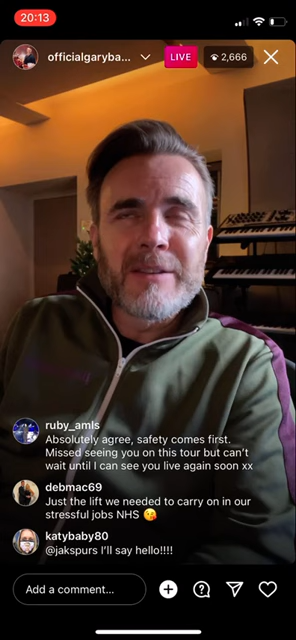 20:13
officialgaryba...
LIVE
2,666
ruby_amls
Absolutely agree, safety comes first.
Missed seeing you on this tour but can't
wait until I can see you live again soon xx
debmac69
Just the lift we needed to carry on in our
stressful jobs NHS 😘
katybaby80
@jakspurs I'll say hello!!!!
Add a comment...